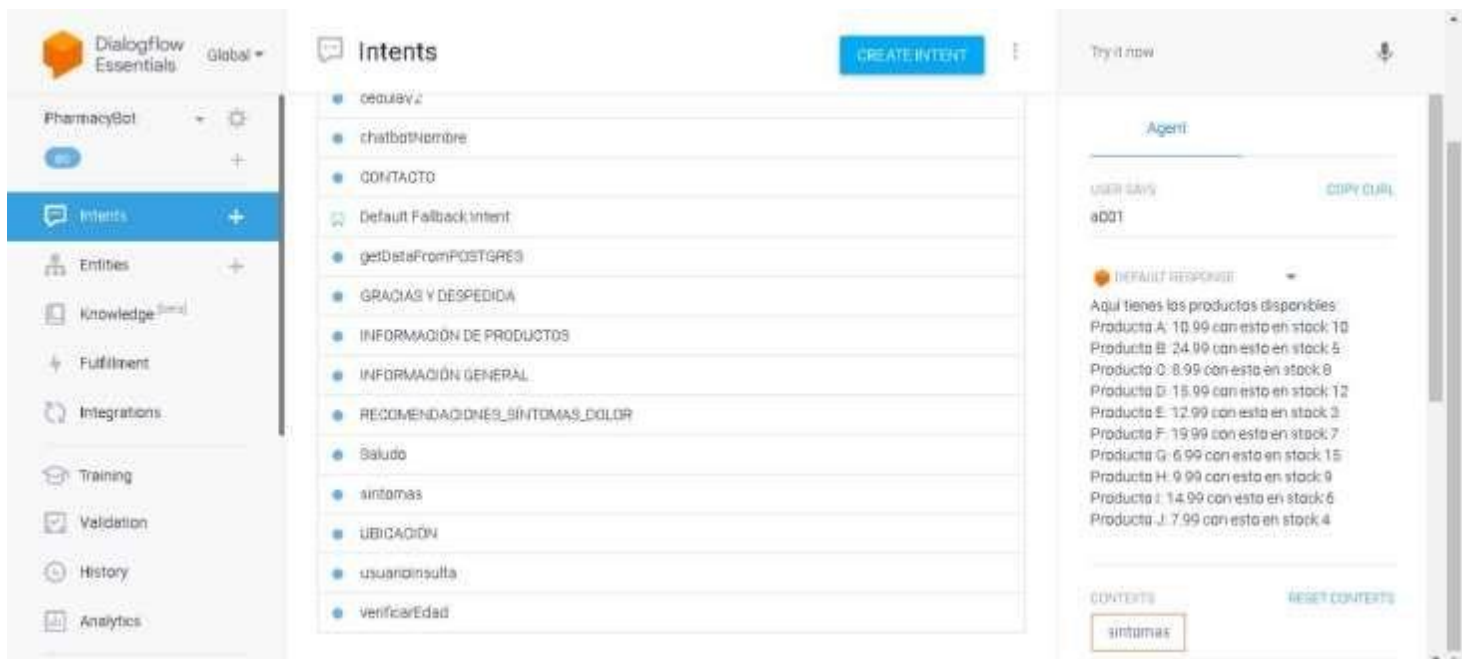 Dialogflow
Essentials
Global
Intents
CREATE INTENT
Try it now
PharmacyBot
es
Intents
Entities
Knowledge [beta]
Fulfillment
Integrations
Training
Validation
History
Analytics
cedulaV2
chatbotNombre
CONTACTO
Default Fallback Intent
getDataFromPOSTGRES
GRACIAS Y DESPEDIDA
INFORMACIÓN DE PRODUCTOS
INFORMACIÓN GENERAL
RECOMENDACIONES_SÍNTOMAS_DOLOR
Saludo
sintomas
UBICACIÓN
usuarioinsulta
verificarEdad
Agent
USER SAYS
COPY CURL
a001
DEFAULT RESPONSE
Aquí tienes los productos disponibles:
Producto A: 10.99 con esto en stock 10
Producto B: 24.99 con esto en stock 5
Producto C: 8.99 con esto en stock 8
Producto D: 15.99 con esto en stock 12
Producto E: 12.99 con esto en stock 3
Producto F: 19.99 con esto en stock 7
Producto G: 6.99 con esto en stock 15
Producto H: 9.99 con esto en stock 9
Producto I: 14.99 con esto en stock 6
Producto J: 7.99 con esto en stock 4
CONTEXTS
RESET CONTEXTS
sintomas